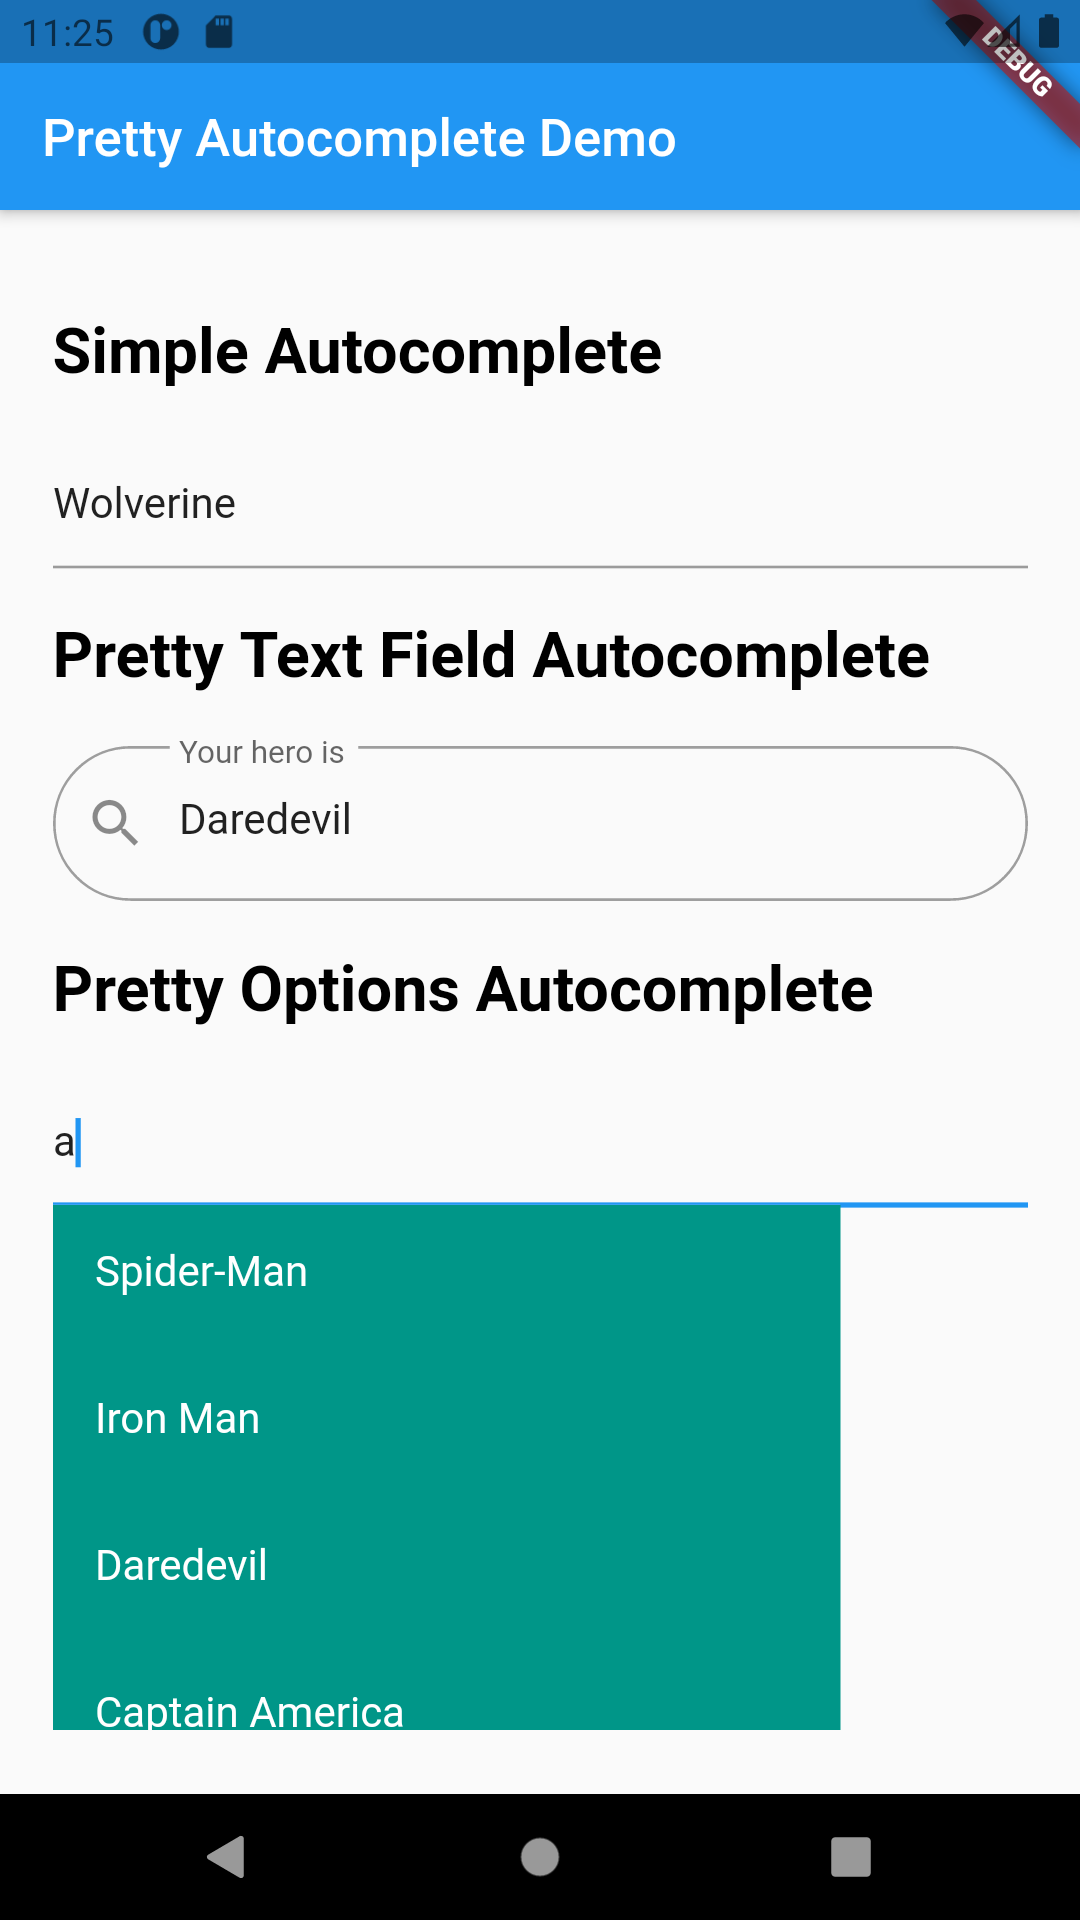 11:25
DEBUG
Pretty Autocomplete Demo
Simple Autocomplete
Wolverine
Pretty Text Field Autocomplete
Your hero is
Daredevil
Pretty Options Autocomplete
a
Spider-Man
Iron Man
Daredevil
Captain America